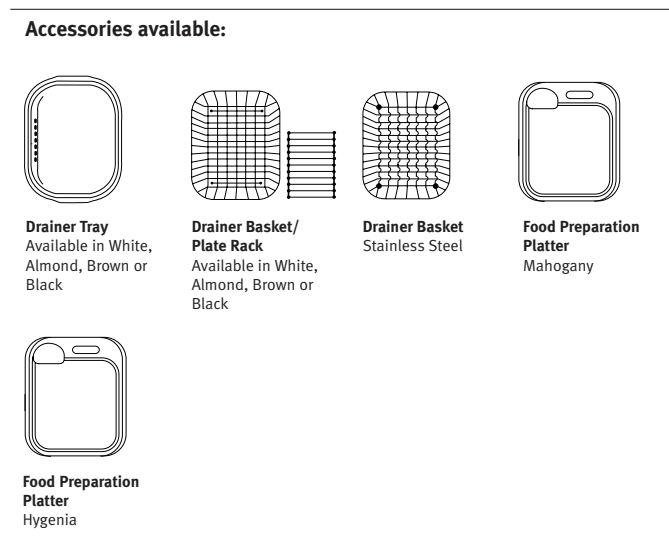 Accessories available:
Drainer Tray
Available in White,
Almond, Brown or
Black
Drainer Basket/
Plate Rack
Available in White,
Almond, Brown or
Black
Drainer Basket
Stainless Steel
Food Preparation
Platter
Mahogany
Food Preparation
Platter
Hygenia